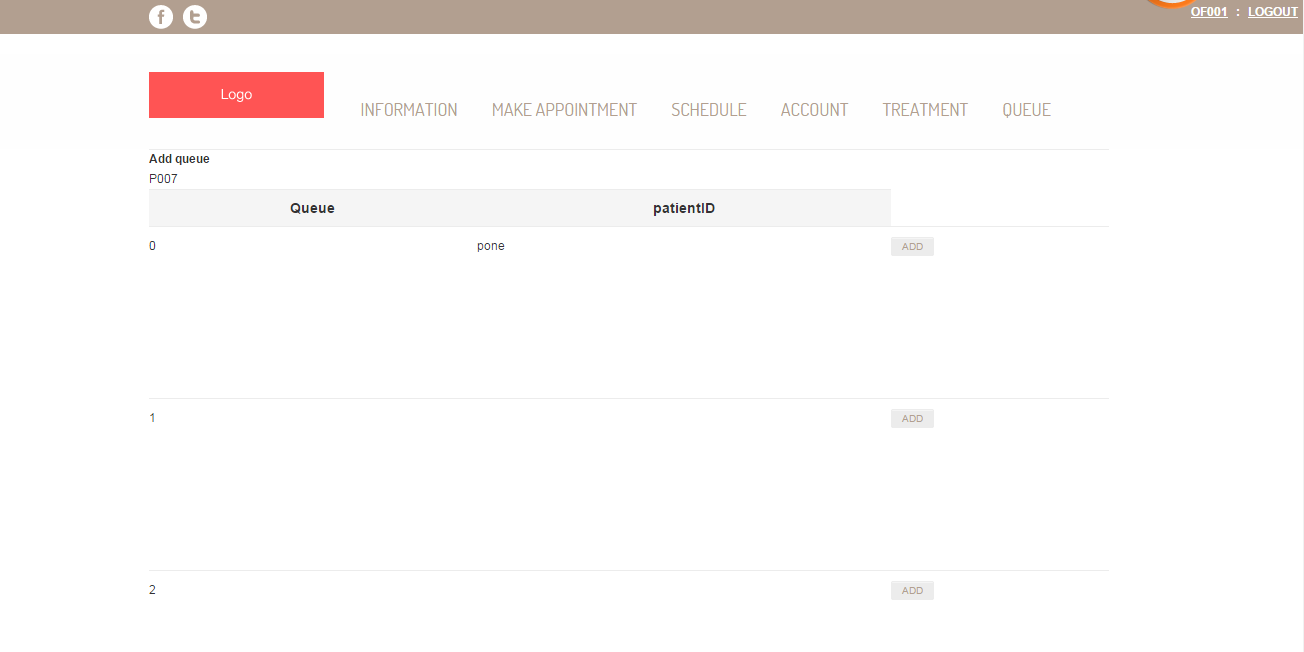 OF001 : LOGOUT
Logo
INFORMATION MAKE APPOINTMENT SCHEDULE ACCOUNT TREATMENT QUEUE
Add queue
P007
Queue patientID
0 pone ADD
1 ADD
2 ADD